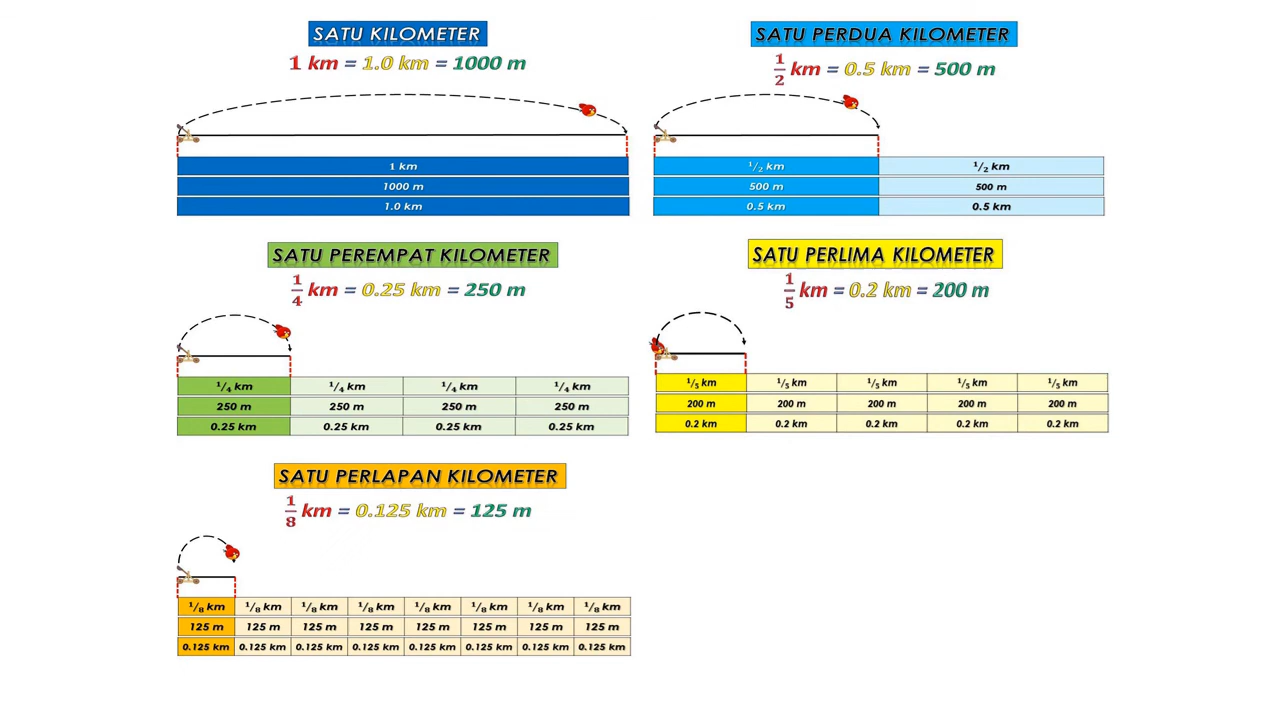 SATU KILOMETER
1 km = 1.0 km = 1000 m
1 km
1000 m
1.0 km
SATU PERDUA KILOMETER
1/2 km = 0.5 km = 500 m
1/2 km 1/2 km
500 m 500 m
0.5 km 0.5 km
SATU PEREMPAT KILOMETER
1/4 km = 0.25 km = 250 m
1/4 km 1/4 km 1/4 km 1/4 km
250 m 250 m 250 m 250 m
0.25 km 0.25 km 0.25 km 0.25 km
SATU PERLIMA KILOMETER
1/5 km = 0.2 km = 200 m
1/5 km 1/5 km 1/5 km 1/5 km 1/5 km
200 m 200 m 200 m 200 m 200 m
0.2 km 0.2 km 0.2 km 0.2 km 0.2 km
SATU PERLAPAN KILOMETER
1/8 km = 0.125 km = 125 m
1/8 km 1/8 km 1/8 km 1/8 km 1/8 km 1/8 km 1/8 km 1/8 km
125 m 125 m 125 m 125 m 125 m 125 m 125 m 125 m
0.125 km 0.125 km 0.125 km 0.125 km 0.125 km 0.125 km 0.125 km 0.125 km